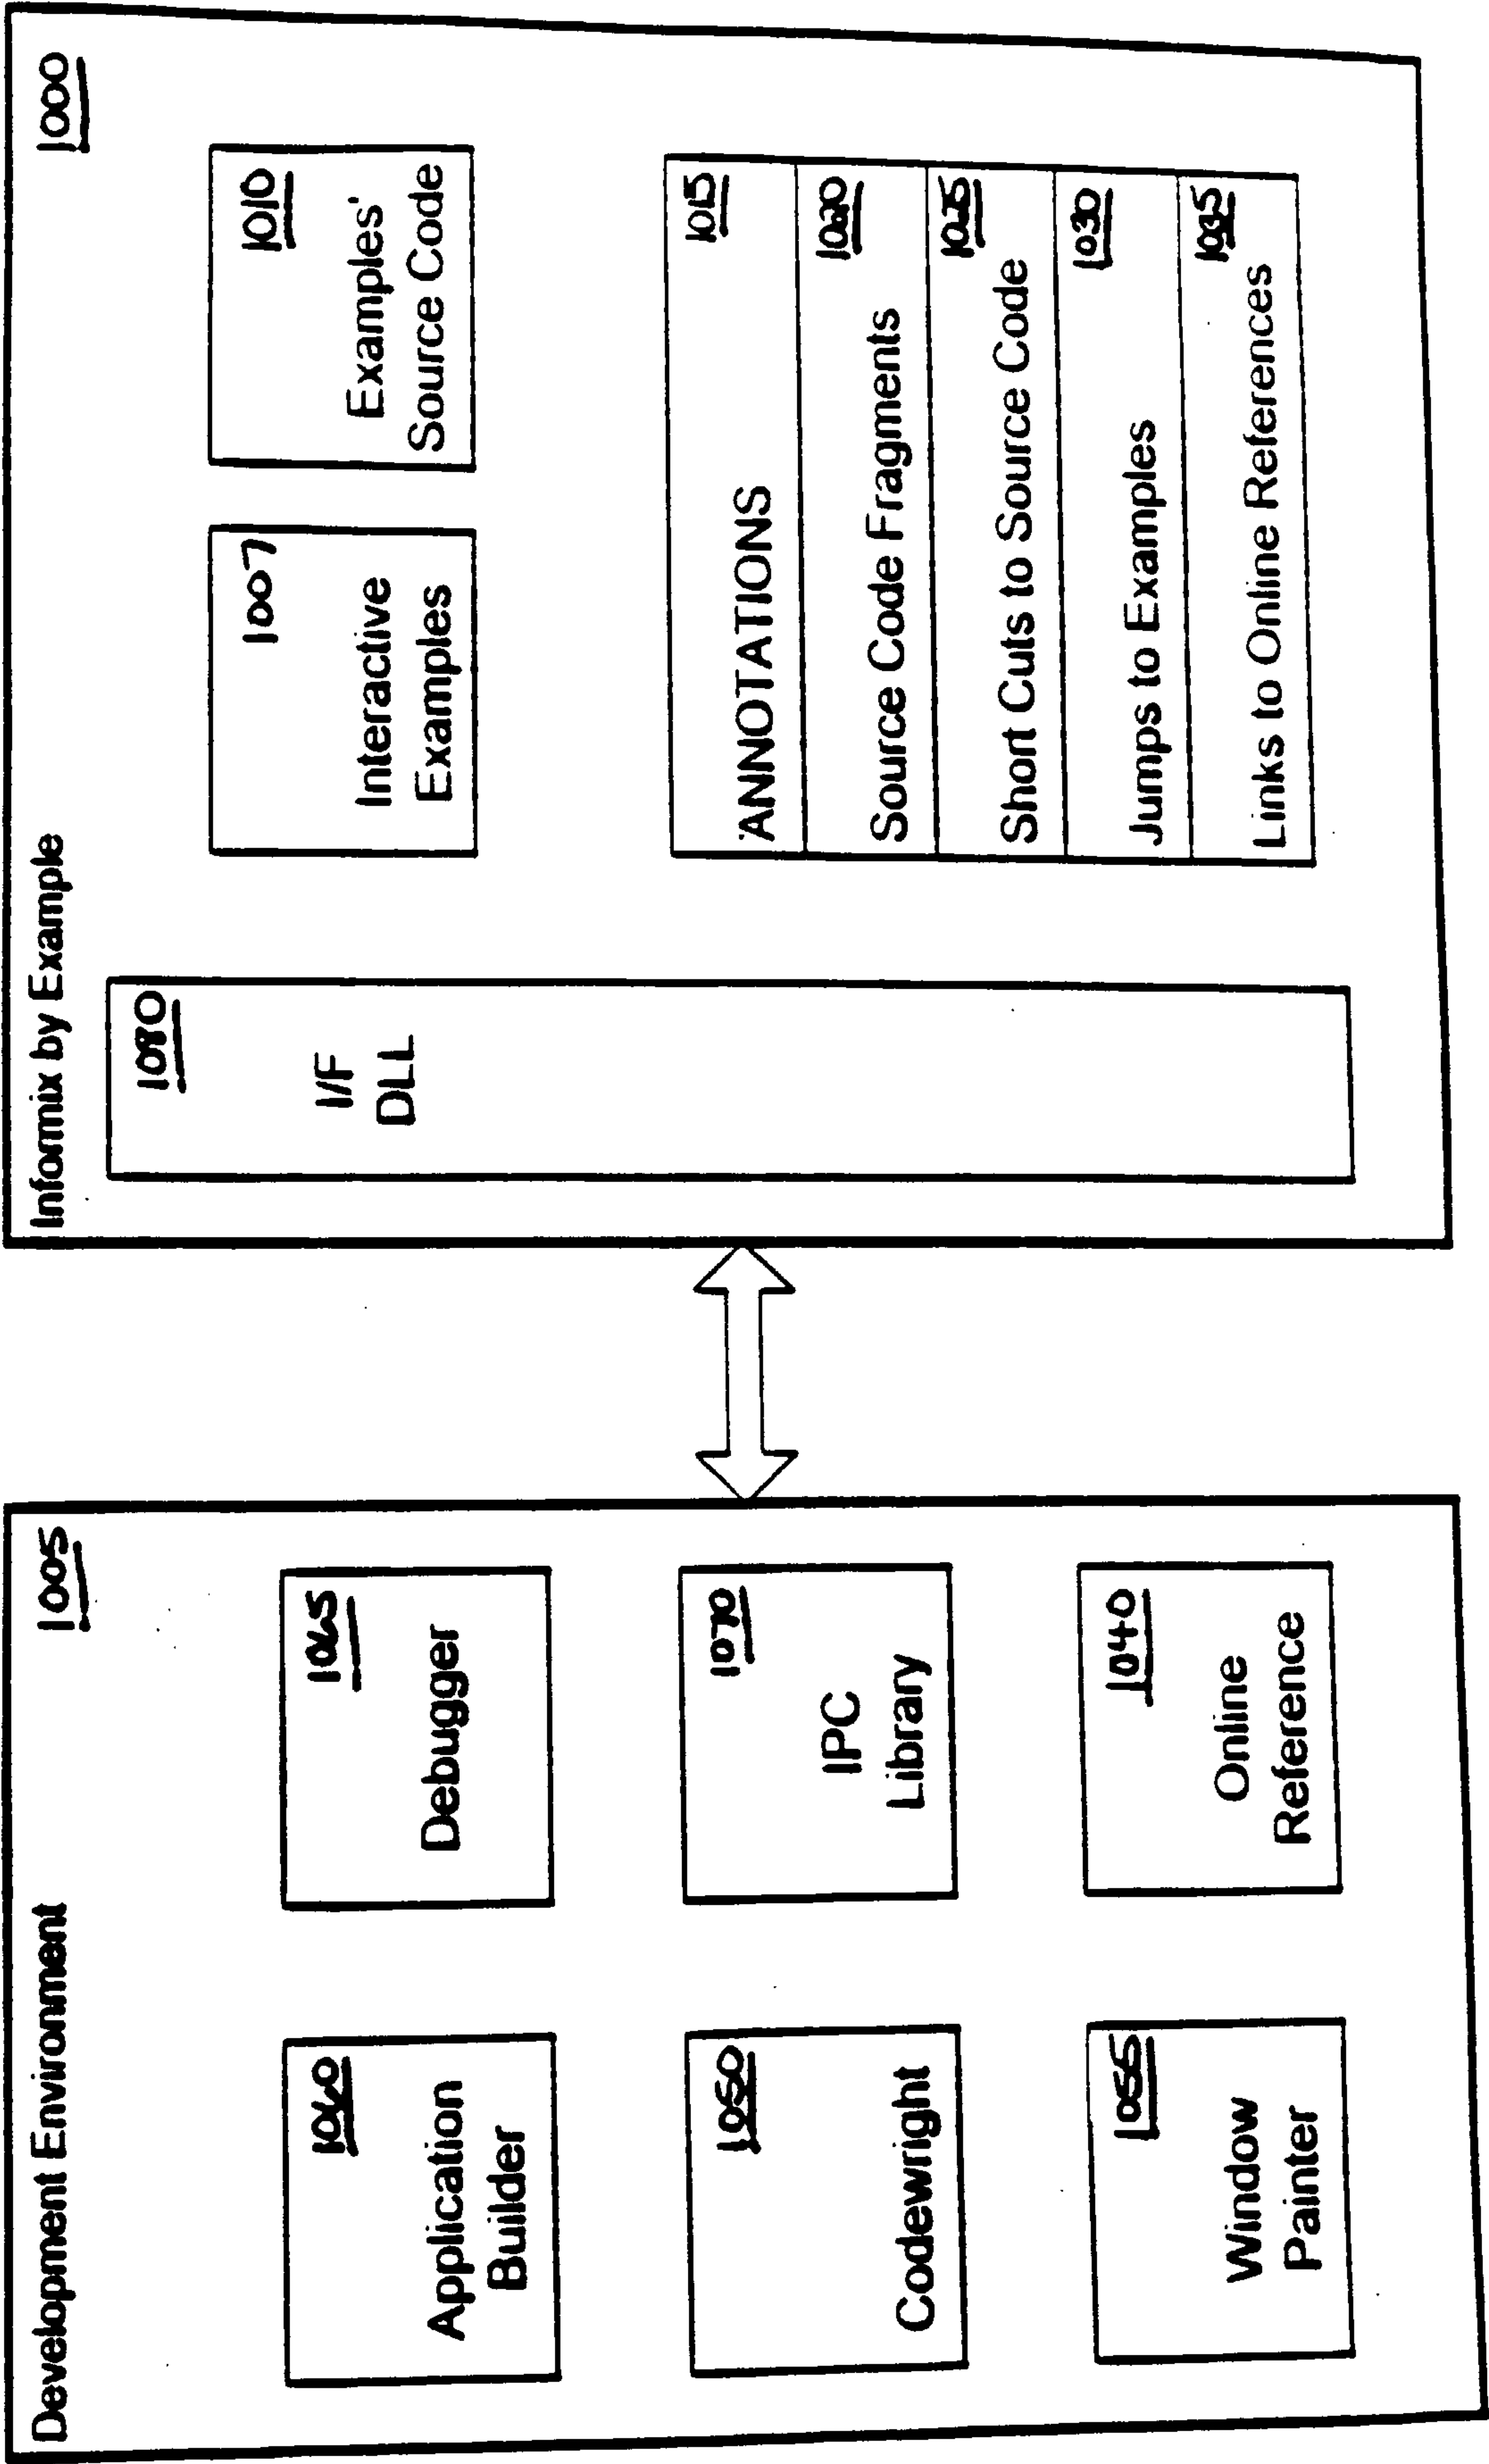 Development Environment
1005
1060
Application
Builder
1065
Debugger
1050
Codewright
1070
IPC
Library
1055
Window
Painter
1040
Online
Reference
Informix by Example
1000
1080
I/F
DLL
1007
Interactive
Examples
1010
Examples'
Source Code
1015
ANNOTATIONS
1020
Source Code Fragments
1025
Short Cuts to Source Code
1030
Jumps to Examples
1035
Links to Online References